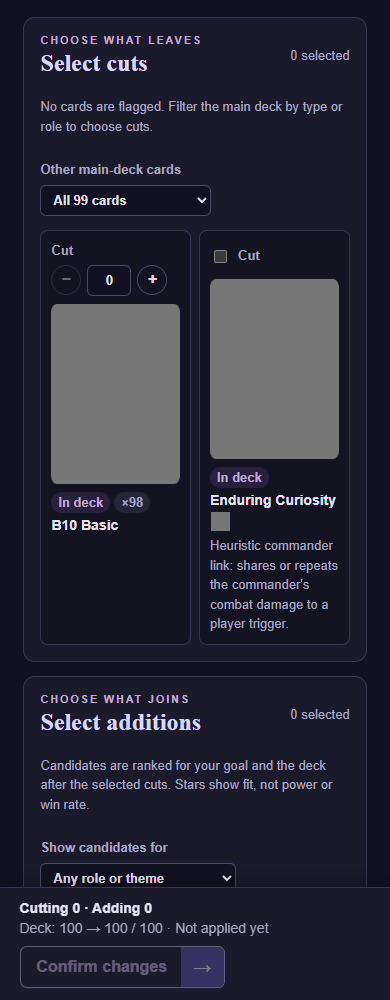 CHOOSE WHAT LEAVES
Select cuts
0 selected
No cards are flagged. Filter the main deck by type or
role to choose cuts.
Other main-deck cards
All 99 cards
Cut
−
0
+
In deck
×98
B10 Basic
Cut
In deck
Enduring Curiosity
Heuristic commander
link: shares or repeats
the commander's
combat damage to a
player trigger.
CHOOSE WHAT JOINS
Select additions
0 selected
Candidates are ranked for your goal and the deck
after the selected cuts. Stars show fit, not power or
win rate.
Show candidates for
Any role or theme
Cutting 0 · Adding 0
Deck: 100 → 100 / 100 · Not applied yet
Confirm changes →